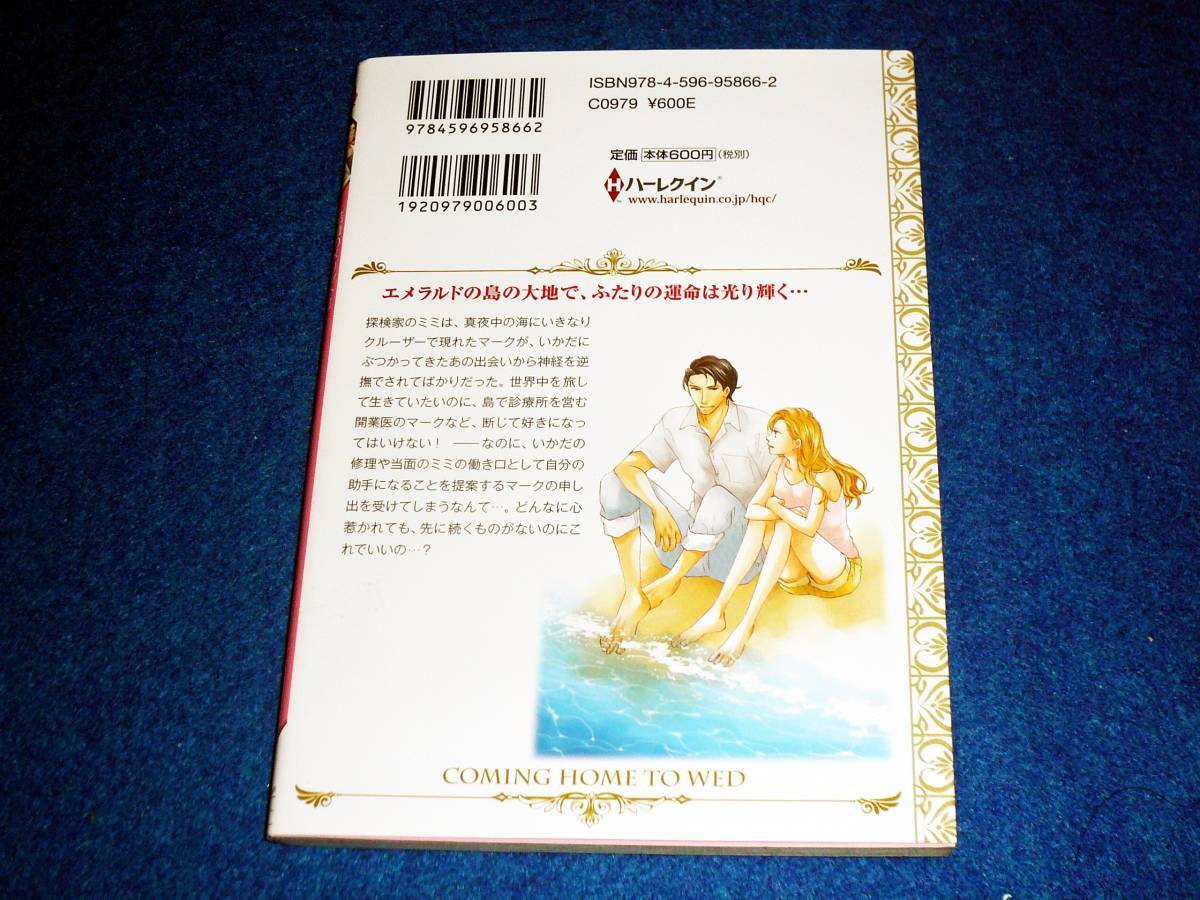 ISBN978-4-596-95866-2
C0979 ¥600E
9784596958662
定価 本体600円(税別)
1920979006003
H ハーレクイン®
™ www.harlequin.co.jp/hqc/
エメラルドの島の大地で、ふたりの運命は光り輝く…
探検家のミミは、真夜中の海にいきなり
クルーザーで現れたマークが、いかだに
ぶつかってきたあの出会いから神経を逆
撫でされてばかりだった。世界中を旅し
て生きていたいのに、島で診療所を営む
開業医のマークなど、断じて好きになっ
てはいけない! ――なのに、いかだの
修理や当面のミミの働き口として自分の
助手になることを提案するマークの申し
出を受けてしまうなんて…。どんなに心
惹かれても、先に続くものがないのにこ
れでいいの…?
COMING HOME TO WED